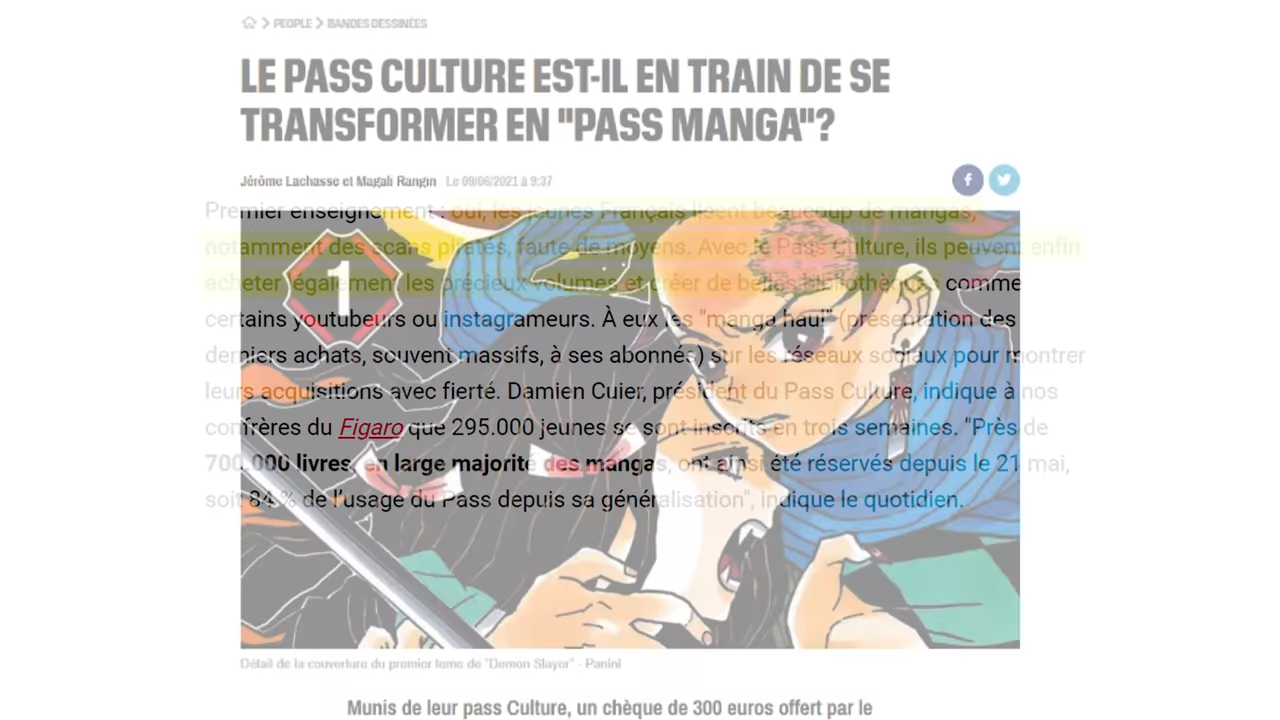 PEOPLE BANDES DESSINÉES
LE PASS CULTURE EST-IL EN TRAIN DE SE
TRANSFORMER EN "PASS MANGA"?
Jérôme Lachasse et Magali Rangin Le 09/06/2021 à 9:37
Premier enseignement : oui, les jeunes Français lisent beaucoup de mangas,
notamment des scans pirates, faute de moyens. Avec le Pass Culture, ils peuvent enfin
acheter légalement les précieux volumes et créer de belles bibliothèques comme
certains youtubeurs ou instagrameurs. À eux les "manga haul" (présentation des
derniers achats, souvent massifs, à ses abonnés) sur les réseaux sociaux pour montrer
leurs acquisitions avec fierté. Damien Cuier, président du Pass Culture, indique à nos
confrères du Figaro que 295.000 jeunes se sont inscrits en trois semaines. "Près de
700.000 livres, en large majorité des mangas, ont ainsi été réservés depuis le 21 mai,
soit 84 % de l'usage du Pass depuis sa généralisation", indique le quotidien.
1
Détail de la couverture du premier tome de "Demon Slayer" - Panini
Munis de leur pass Culture, un chèque de 300 euros offert par le